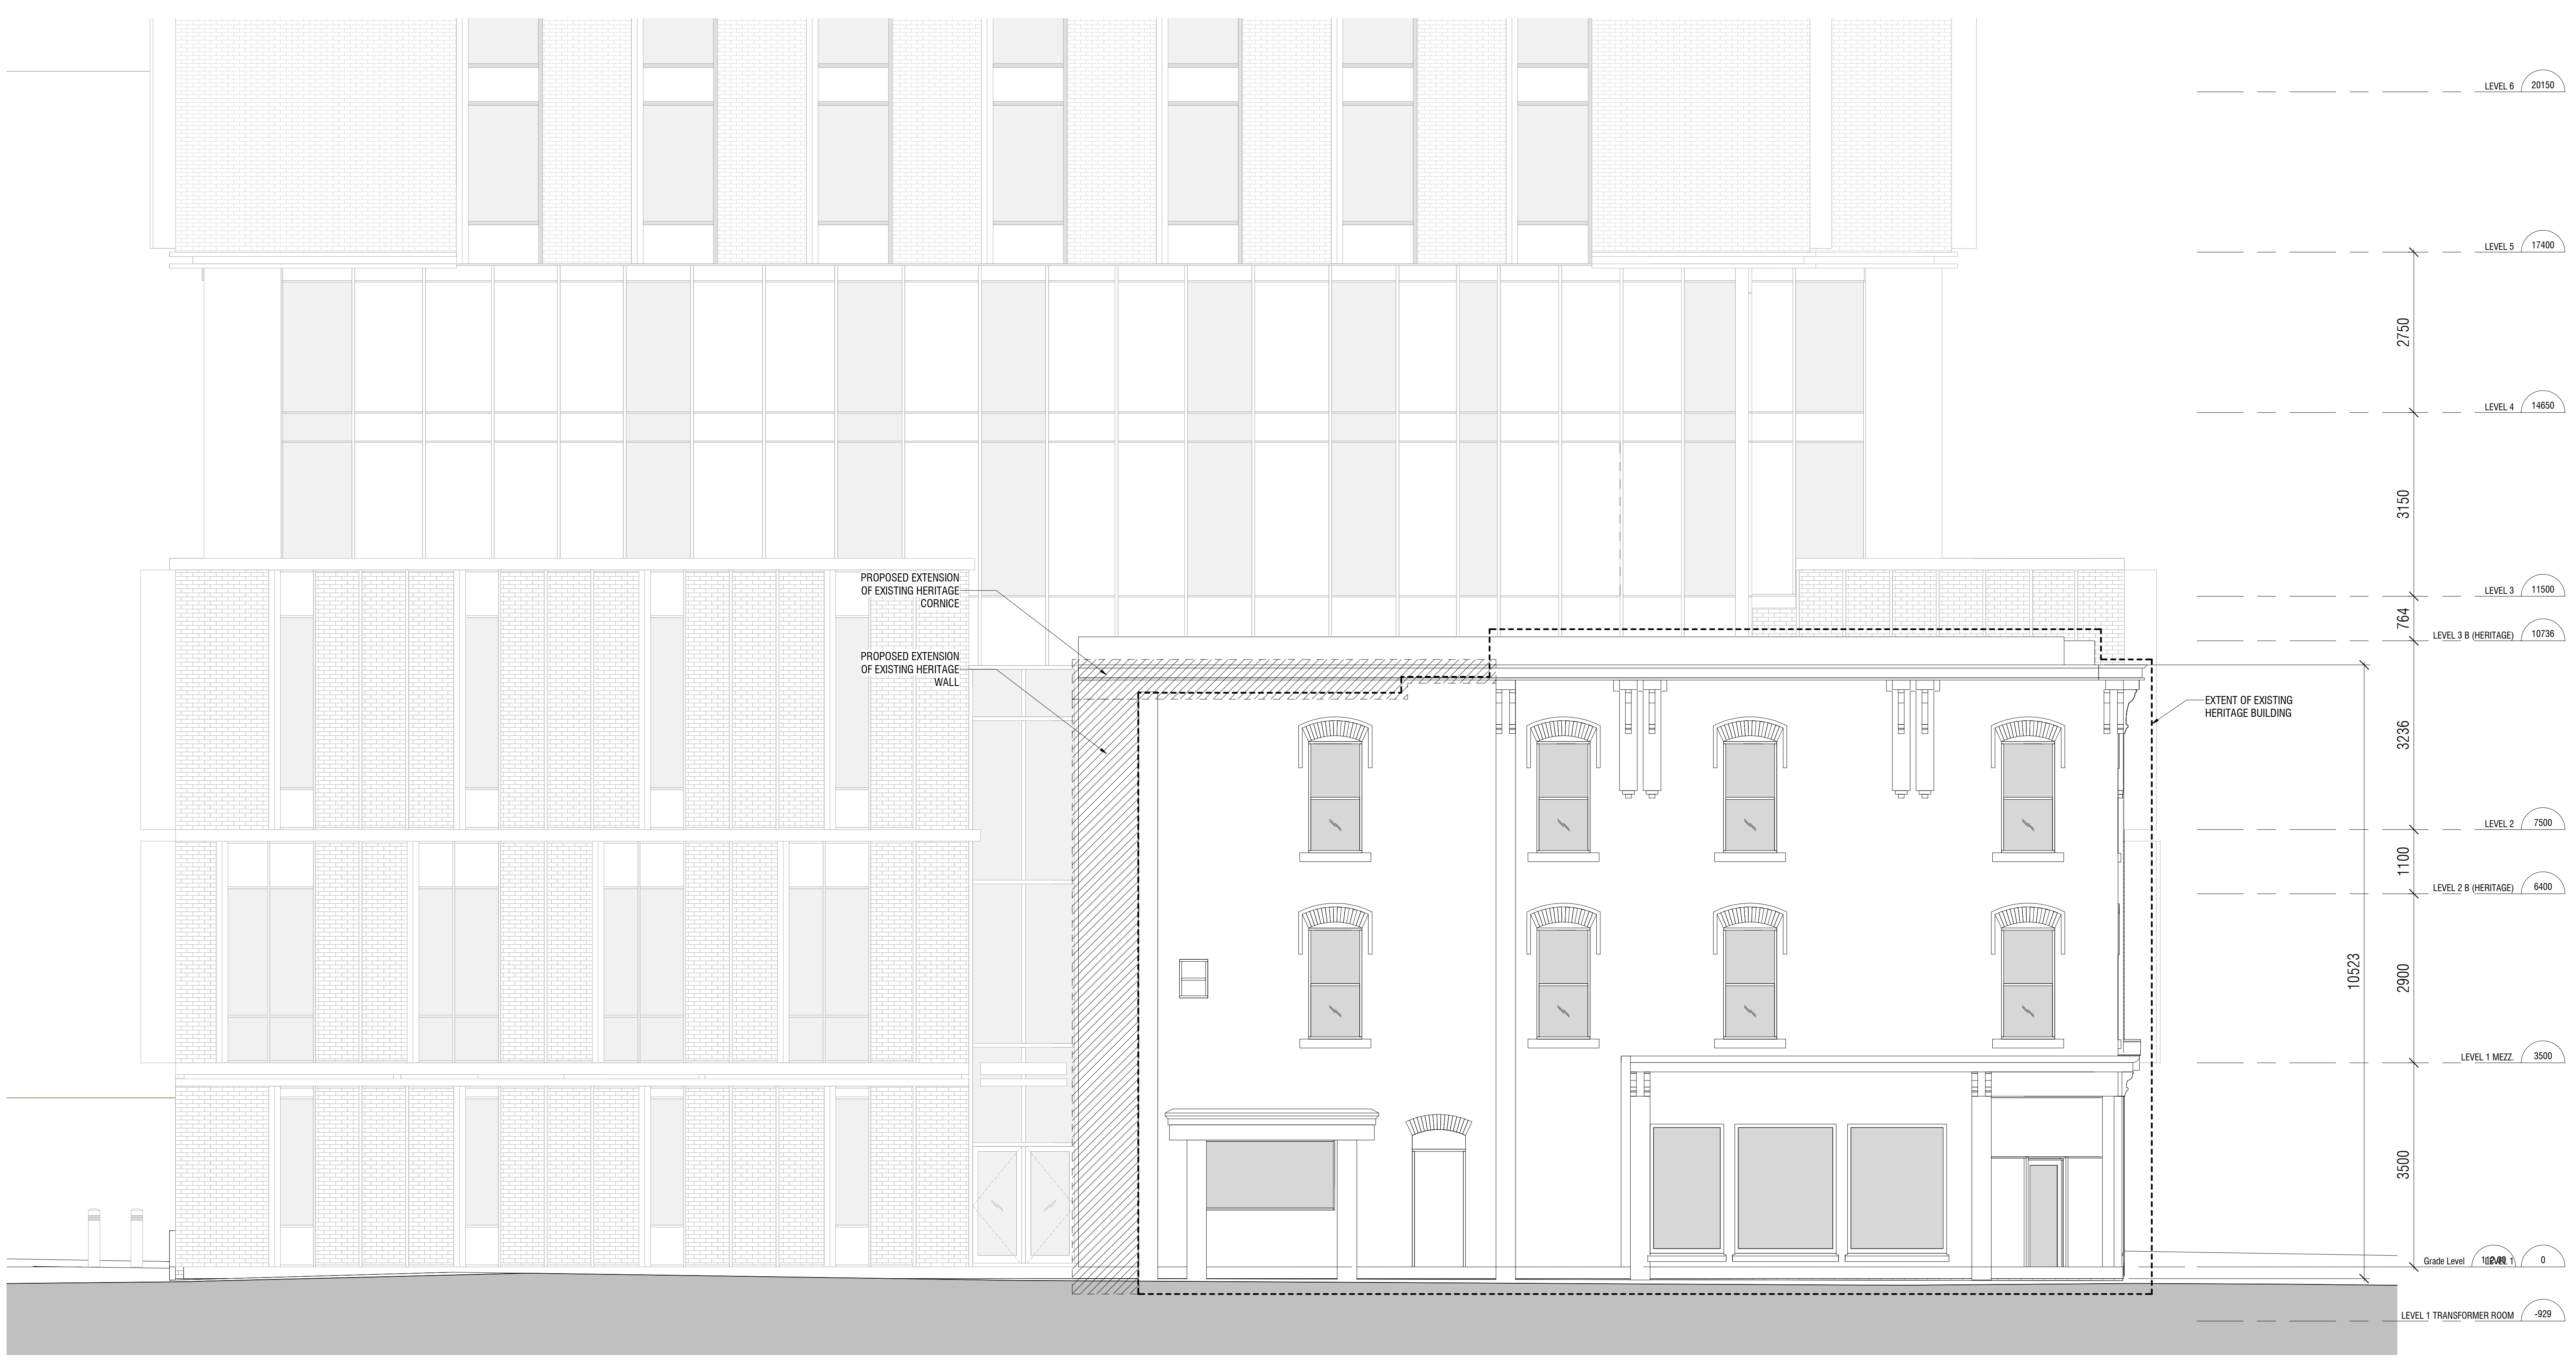 LEVEL 6 20150
LEVEL 5 17400
2750
LEVEL 4 14650
3150
PROPOSED EXTENSION
OF EXISTING HERITAGE
CORNICE
LEVEL 3 11500
764
LEVEL 3 B (HERITAGE) 10736
PROPOSED EXTENSION
OF EXISTING HERITAGE
WALL
EXTENT OF EXISTING
HERITAGE BUILDING
3236
LEVEL 2 7500
1100
LEVEL 2 B (HERITAGE) 6400
10523
2900
LEVEL 1 MEZZ. 3500
3500
Grade Level LEVEL 1 0
LEVEL 1 TRANSFORMER ROOM -929